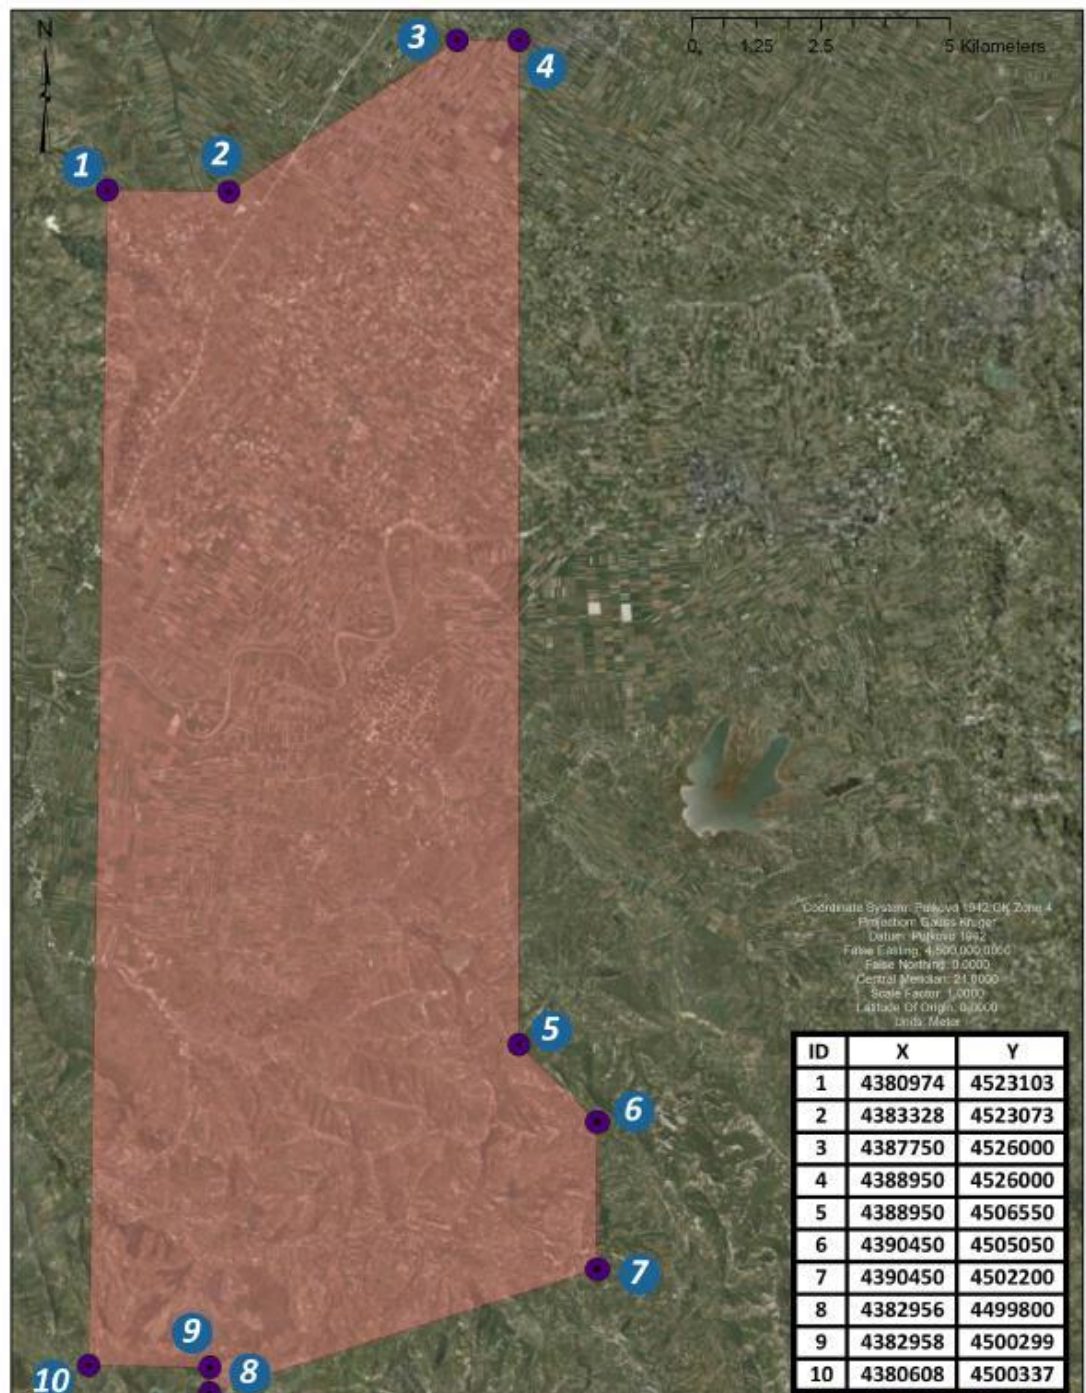 N
0, 1.25 2.5 5 Kilometers
3
4
1
2
5
6
7
9
8
10
Coordinate System: Pulkovo 1942 GK Zone 4
Projection: Gauss Kruger
Datum: Pulkovo 1942
False Easting: 4,500,000.0000
False Northing: 0.0000
Central Meridian: 21.0000
Scale Factor: 1.0000
Latitude Of Origin: 0.0000
Units: Meter
ID X Y
1 4380974 4523103
2 4383328 4523073
3 4387750 4526000
4 4388950 4526000
5 4388950 4506550
6 4390450 4505050
7 4390450 4502200
8 4382956 4499800
9 4382958 4500299
10 4380608 4500337